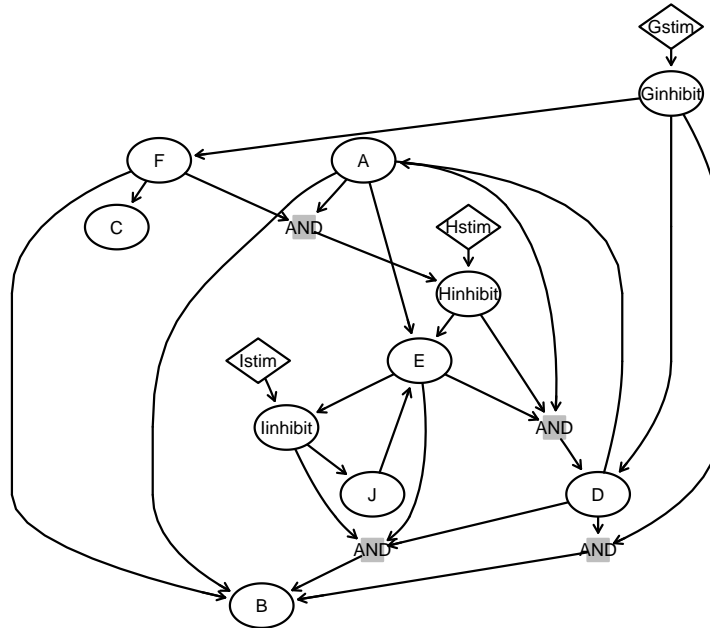 Gstim
Ginhibit
F
A
C
AND
Hstim
Hinhibit
Istim
E
Iinhibit
AND
J
D
AND
AND
B